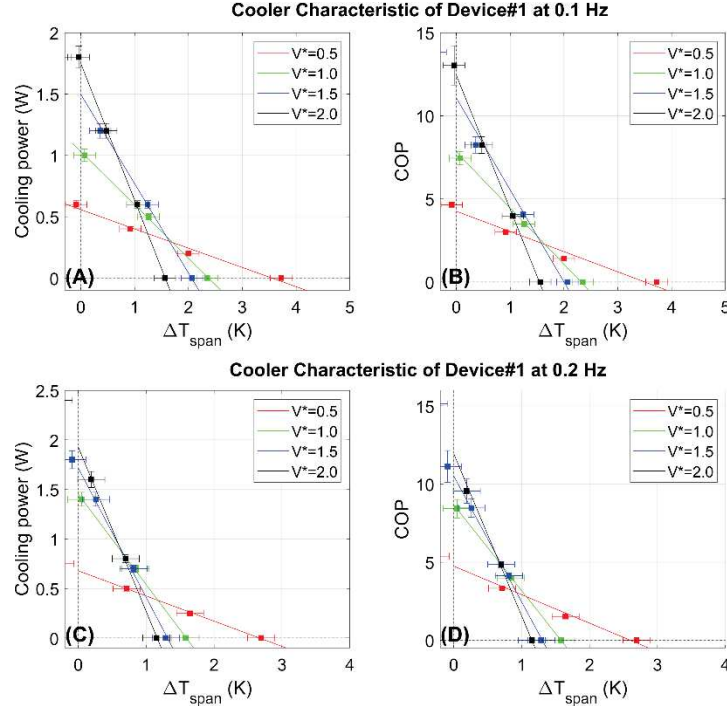 Cooler Characteristic of Device#1 at 0.1 Hz
Cooling power (W)
2
1.5
1
0.5
0
(A)
0 1 2 3 4 5
ΔTspan (K)
V*=0.5
V*=1.0
V*=1.5
V*=2.0
COP
15
10
5
0
(B)
0 1 2 3 4 5
ΔTspan (K)
V*=0.5
V*=1.0
V*=1.5
V*=2.0
Cooler Characteristic of Device#1 at 0.2 Hz
Cooling power (W)
2.5
2
1.5
1
0.5
0
(C)
0 1 2 3 4
ΔTspan (K)
V*=0.5
V*=1.0
V*=1.5
V*=2.0
COP
15
10
5
0
(D)
0 1 2 3 4
ΔTspan (K)
V*=0.5
V*=1.0
V*=1.5
V*=2.0